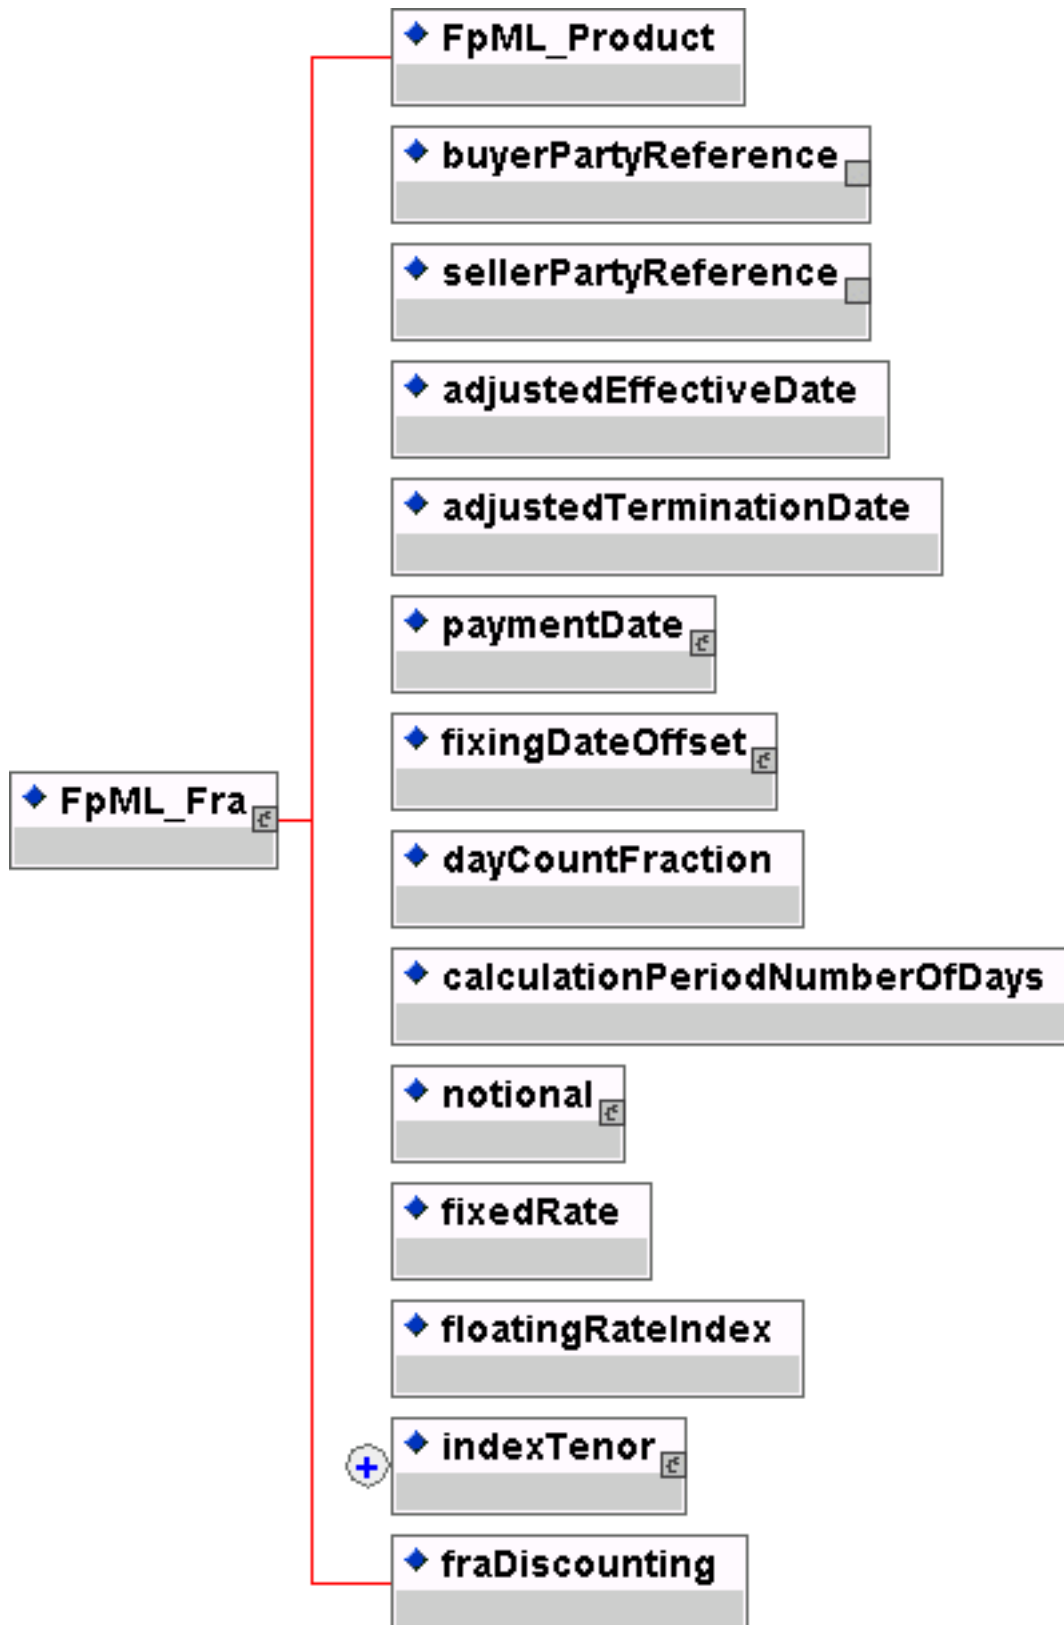 FpML_Product
buyerPartyReference
sellerPartyReference
adjustedEffectiveDate
adjustedTerminationDate
paymentDate
fixingDateOffset
FpML_Fra
dayCountFraction
calculationPeriodNumberOfDays
notional
fixedRate
floatingRateIndex
indexTenor
fraDiscounting